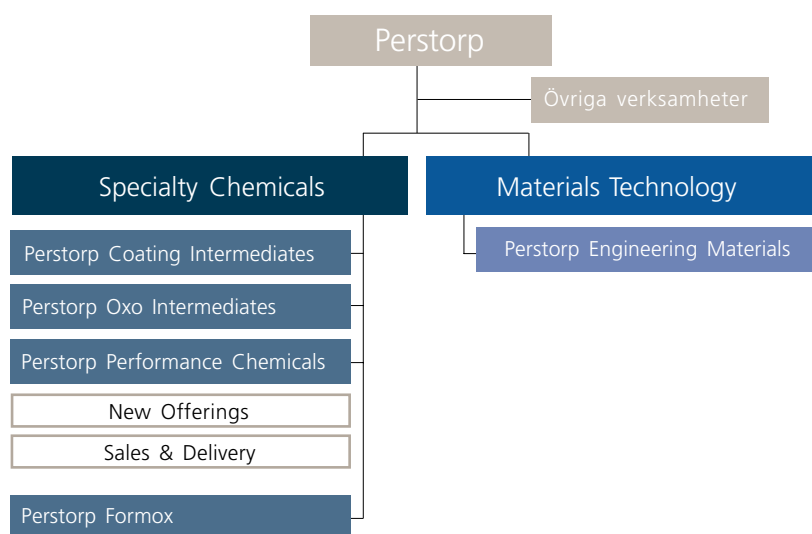 Perstorp
Övriga verksamheter
Specialty Chemicals
Materials Technology
Perstorp Coating Intermediates
Perstorp Engineering Materials
Perstorp Oxo Intermediates
Perstorp Performance Chemicals
New Offerings
Sales & Delivery
Perstorp Formox